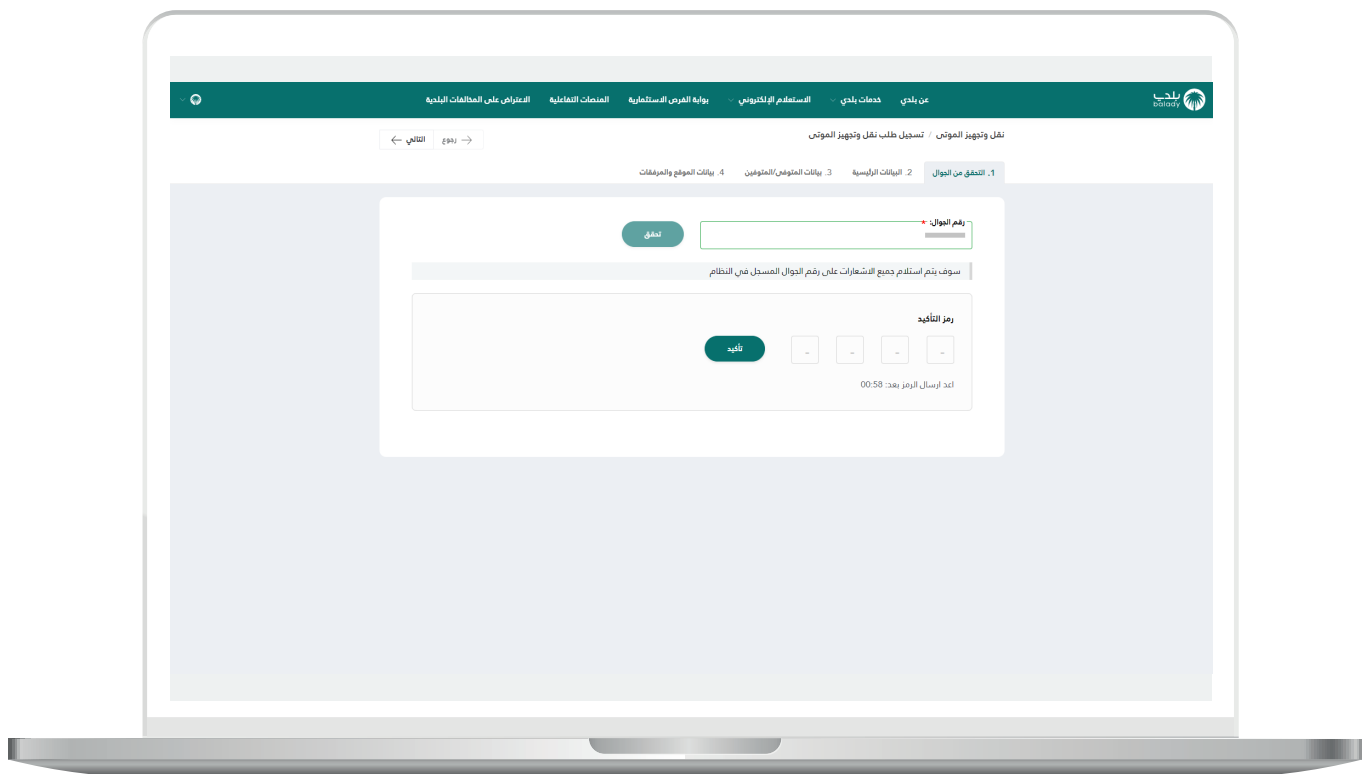 بلدي
balady
عن بلدي خدمات بلدي الاستعلام الإلكتروني بوابة الفرص الاستثمارية المنصات التفاعلية الاعتراض على المخالفات البلدية
نقل وتجهيز الموتى / تسجيل طلب نقل وتجهيز الموتى
رجوع التالي
1. التحقق من الجوال 2. البيانات الرئيسية 3. بيانات المتوفى/المتوفين 4. بيانات الموقع والمرفقات
رقم الجوال: *
تحقق
سوف يتم استلام جميع الاشعارات على رقم الجوال المسجل في النظام
رمز التأكيد
- - - - تأكيد
اعد ارسال الرمز بعد: 00:58